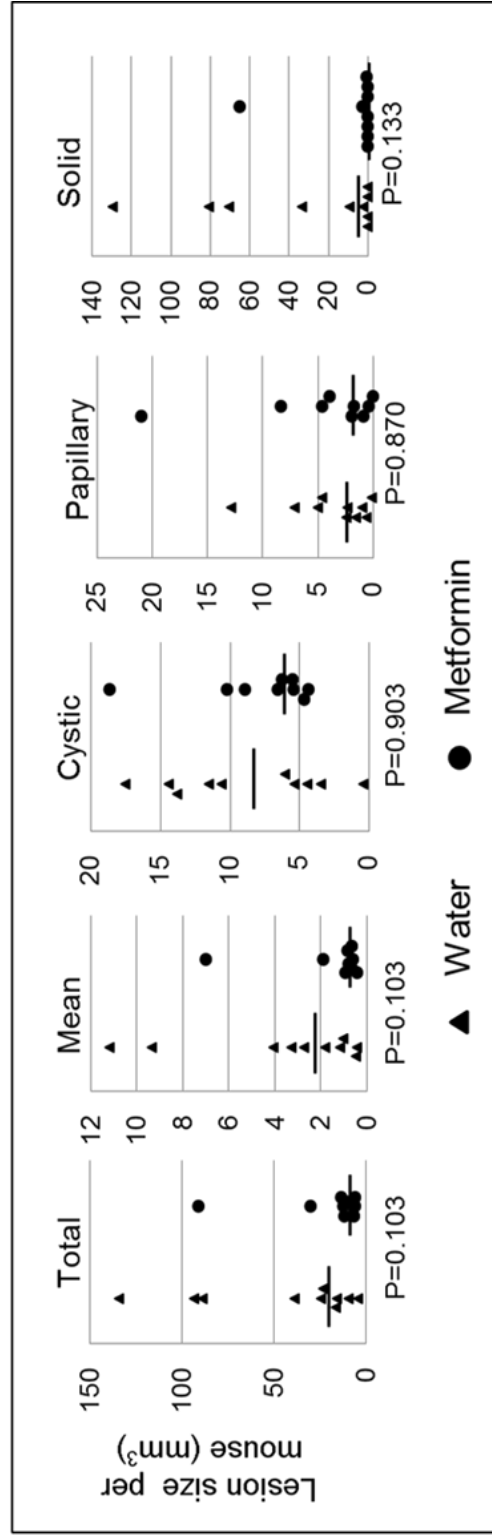 Lesion size per
mouse (mm³)
Total
150
100
50
0
P=0.103
Mean
12
10
8
6
4
2
0
P=0.103
Cystic
20
15
10
5
0
P=0.903
Papillary
25
20
15
10
5
0
P=0.870
Solid
140
120
100
80
60
40
20
0
P=0.133
Water
Metformin